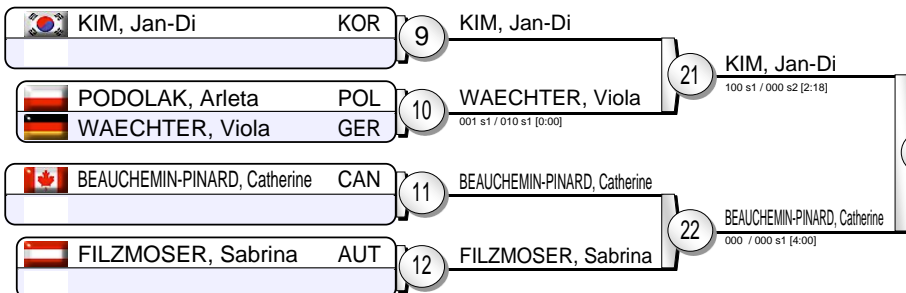 KIM, Jan-Di KOR
9
KIM, Jan-Di
PODOLAK, Arleta POL
WAECHTER, Viola GER
10
WAECHTER, Viola
001 s1 / 010 s1 [0:00]
21
KIM, Jan-Di
100 s1 / 000 s2 [2:18]
BEAUCHEMIN-PINARD, Catherine CAN
11
BEAUCHEMIN-PINARD, Catherine
FILZMOSER, Sabrina AUT
12
FILZMOSER, Sabrina
22
BEAUCHEMIN-PINARD, Catherine
000 / 000 s1 [4:00]